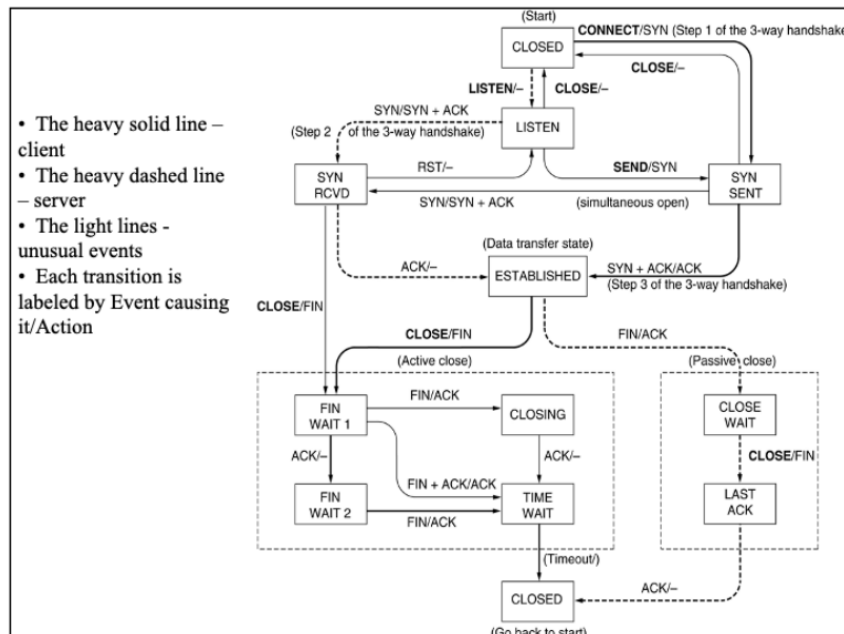 (Start)
CONNECT/SYN (Step 1 of the 3-way handshake)
CLOSED
CLOSE/–
LISTEN/–
CLOSE/–
• The heavy solid line –
client
• The heavy dashed line
– server
• The light lines -
unusual events
• Each transition is
labeled by Event causing
it/Action
SYN/SYN + ACK
LISTEN
(Step 2 of the 3-way handshake)
SYN
RCVD
RST/–
SEND/SYN
SYN
SENT
SYN/SYN + ACK
(simultaneous open)
(Data transfer state)
ACK/–
ESTABLISHED
SYN + ACK/ACK
(Step 3 of the 3-way handshake)
CLOSE/FIN
CLOSE/FIN
FIN/ACK
(Active close)
(Passive close)
FIN
WAIT 1
FIN/ACK
CLOSING
CLOSE
WAIT
ACK/–
ACK/–
CLOSE/FIN
FIN + ACK/ACK
FIN
WAIT 2
FIN/ACK
TIME
WAIT
LAST
ACK
(Timeout/)
CLOSED
ACK/–
(Go back to start)